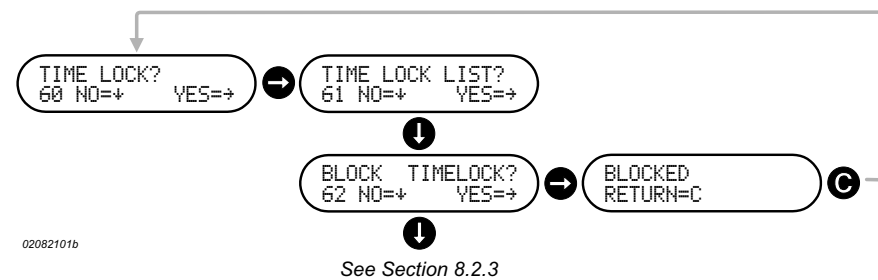 TIME LOCK?
60 NO=↓ YES=→
TIME LOCK LIST?
61 NO=↓ YES=→
BLOCK TIMELOCK?
62 NO=↓ YES=→
BLOCKED
RETURN=C
C
02082101b
See Section 8.2.3